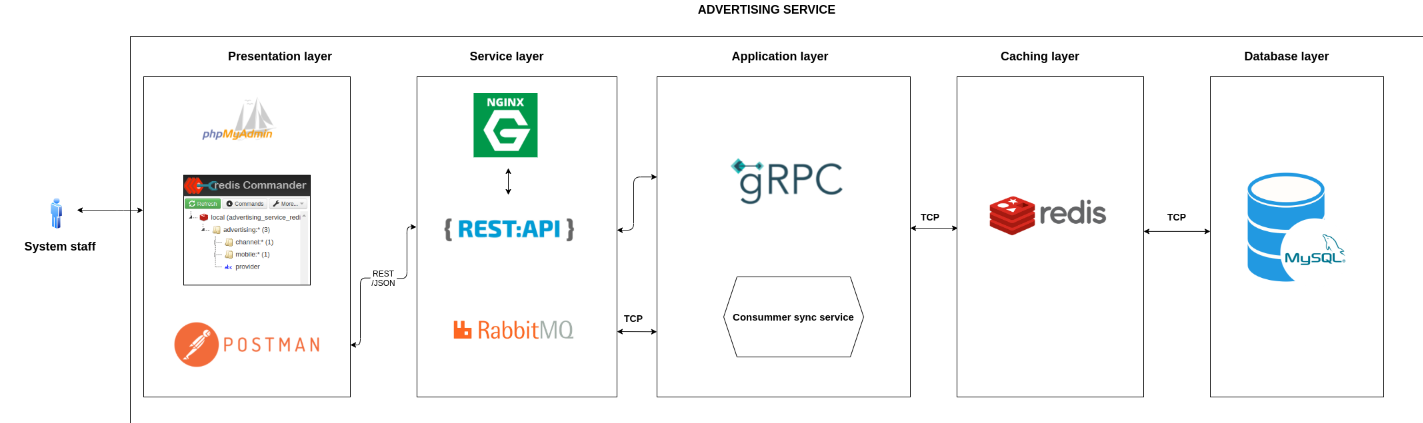 ADVERTISING SERVICE
Presentation layer
Service layer
Application layer
Caching layer
Database layer
System staff
phpMyAdmin
redis Commander
Refresh
Commands
More...
local (advertising_service_redi
advertising:* (3)
channel:* (1)
mobile:* (1)
abc provider
POSTMAN
REST
/JSON
NGINX
G
{ REST:API }
RabbitMQ
TCP
gRPC
Consummer sync service
TCP
redis
TCP
MySQL